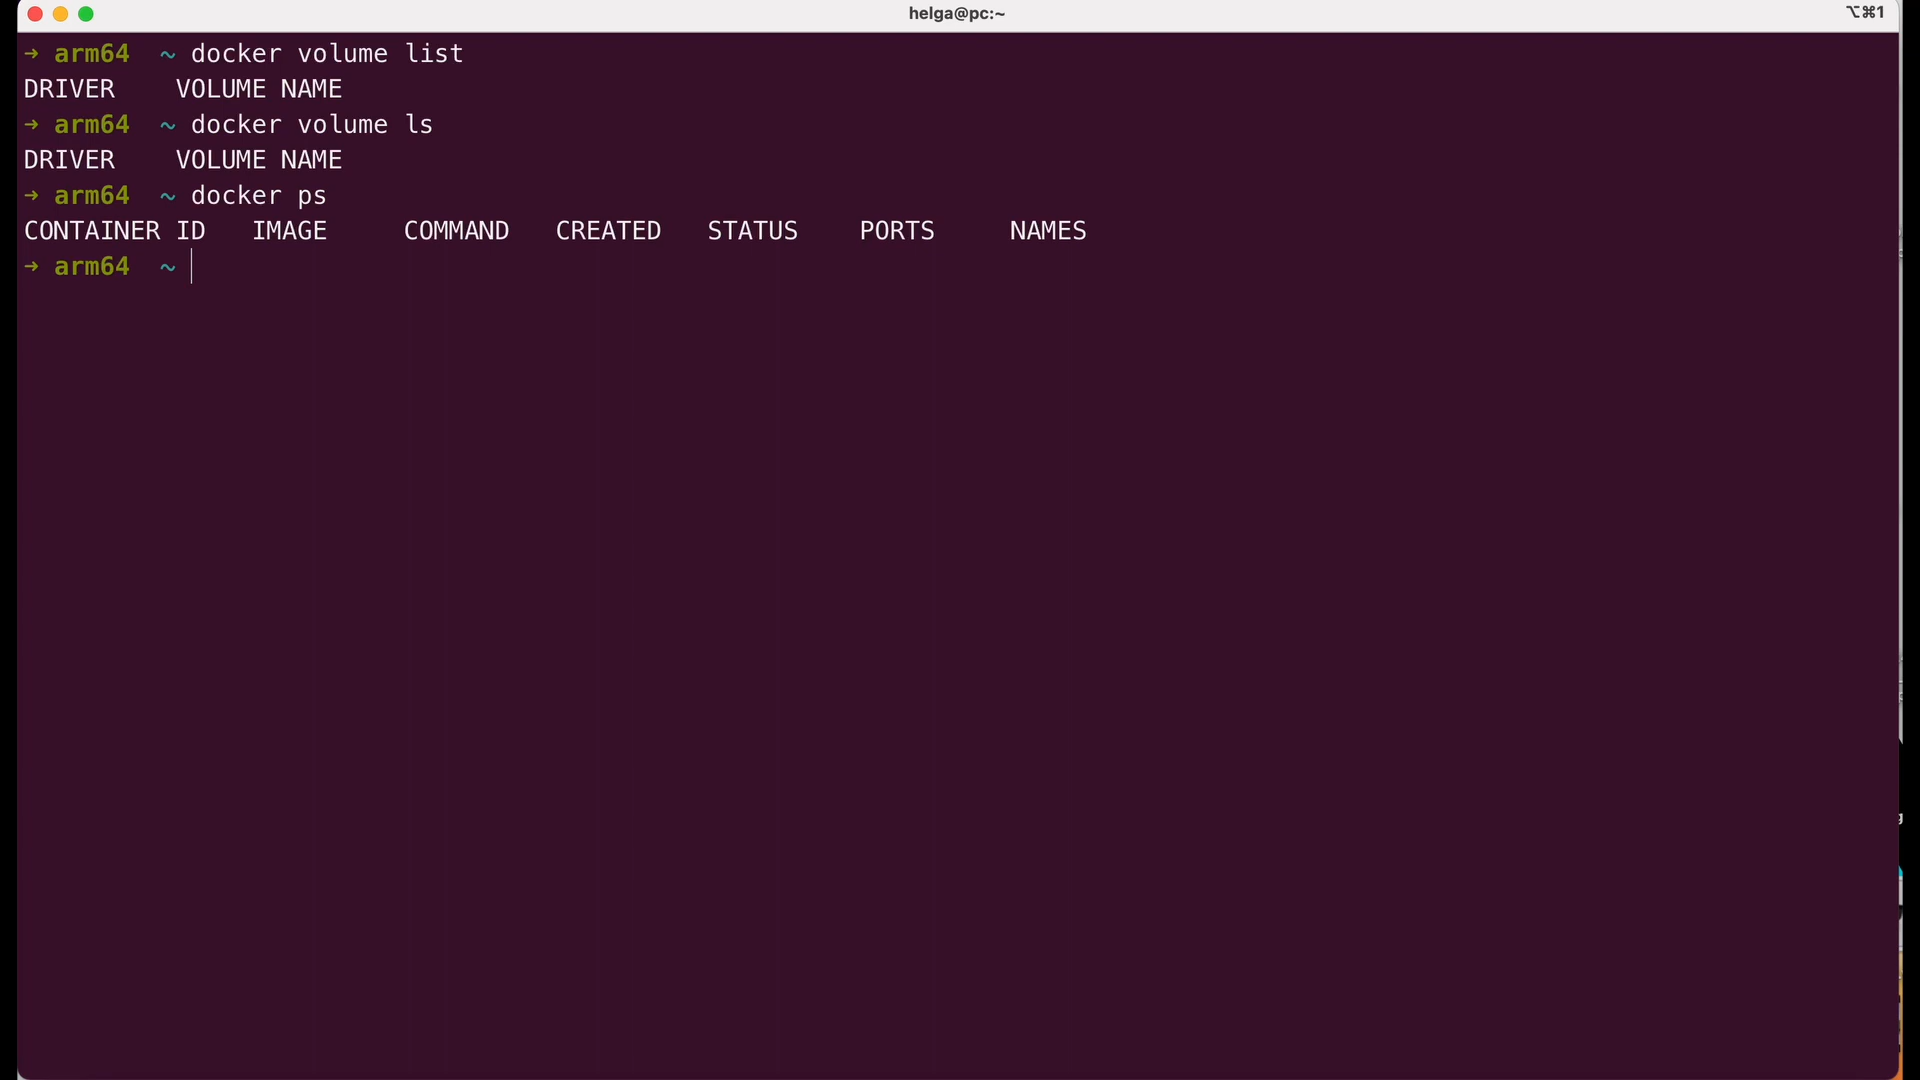 helga@pc:~
⌥⌘1
→ arm64 ~ docker volume list
DRIVER VOLUME NAME
→ arm64 ~ docker volume ls
DRIVER VOLUME NAME
→ arm64 ~ docker ps
CONTAINER ID IMAGE COMMAND CREATED STATUS PORTS NAMES
→ arm64 ~